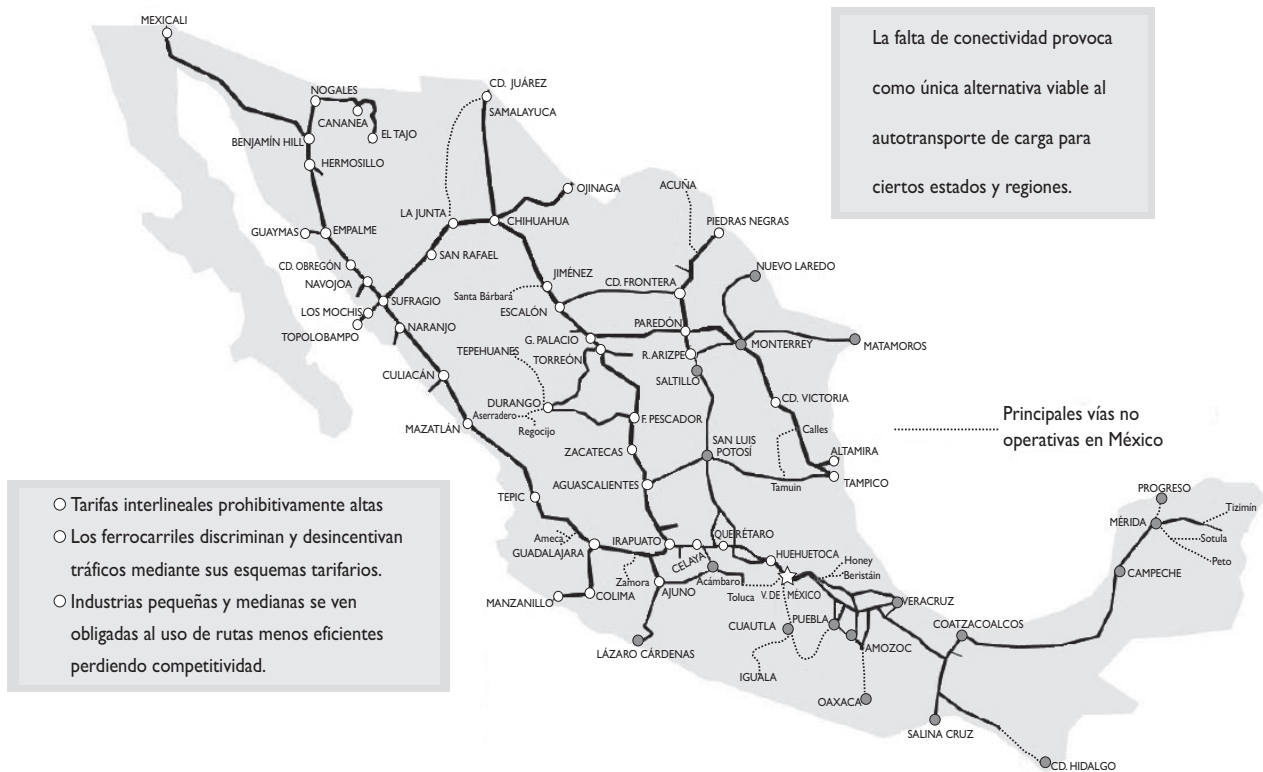 MEXICALI
La falta de conectividad provoca
como única alternativa viable al
autotransporte de carga para
ciertos estados y regiones.
NOGALES
CANANEA
EL TAJO
BENJAMÍN HILL
HERMOSILLO
CD. JUÁREZ
SAMALAYUCA
OJINAGA
ACUÑA
LA JUNTA
CHIHUAHUA
PIEDRAS NEGRAS
GUAYMAS
EMPALME
SAN RAFAEL
CD. OBREGÓN
NAVOJOA
JIMÉNEZ
NUEVO LAREDO
CD. FRONTERA
Santa Bárbara
SUFRAGIO
ESCALÓN
LOS MOCHIS
TOPOLOBAMPO
NARANJO
PAREDÓN
G. PALACIO
TEPEHUANES
TORREÓN
R. ARIZPE
MONTERREY
MATAMOROS
SALTILLO
CULIACÁN
DURANGO
Aserradero
Regocijo
F. PESCADOR
CD. VICTORIA
MAZATLÁN
Calles
Principales vías no
operativas en México
ZACATECAS
SAN LUIS
POTOSÍ
ALTAMIRA
AGUASCALIENTES
Tamuin
TAMPICO
TEPIC
PROGRESO
Tizimín
MÉRIDA
Sotula
Peto
Tarifas interlineales prohibitivamente altas
Los ferrocarriles discriminan y desincentivan
tráficos mediante sus esquemas tarifarios.
Industrias pequeñas y medianas se ven
obligadas al uso de rutas menos eficientes
perdiendo competitividad.
Ameca
GUADALAJARA
IRAPUATO
CELAYA
QUERÉTARO
HUEHUETOCA
Honey
Beristáin
Zamora
AJUNO
Acámbaro
Toluca
V. DE MÉXICO
CAMPECHE
MANZANILLO
COLIMA
VERACRUZ
COATZACOALCOS
CUAUTLA
PUEBLA
LÁZARO CÁRDENAS
AMOZOC
IGUALA
OAXACA
SALINA CRUZ
CD. HIDALGO